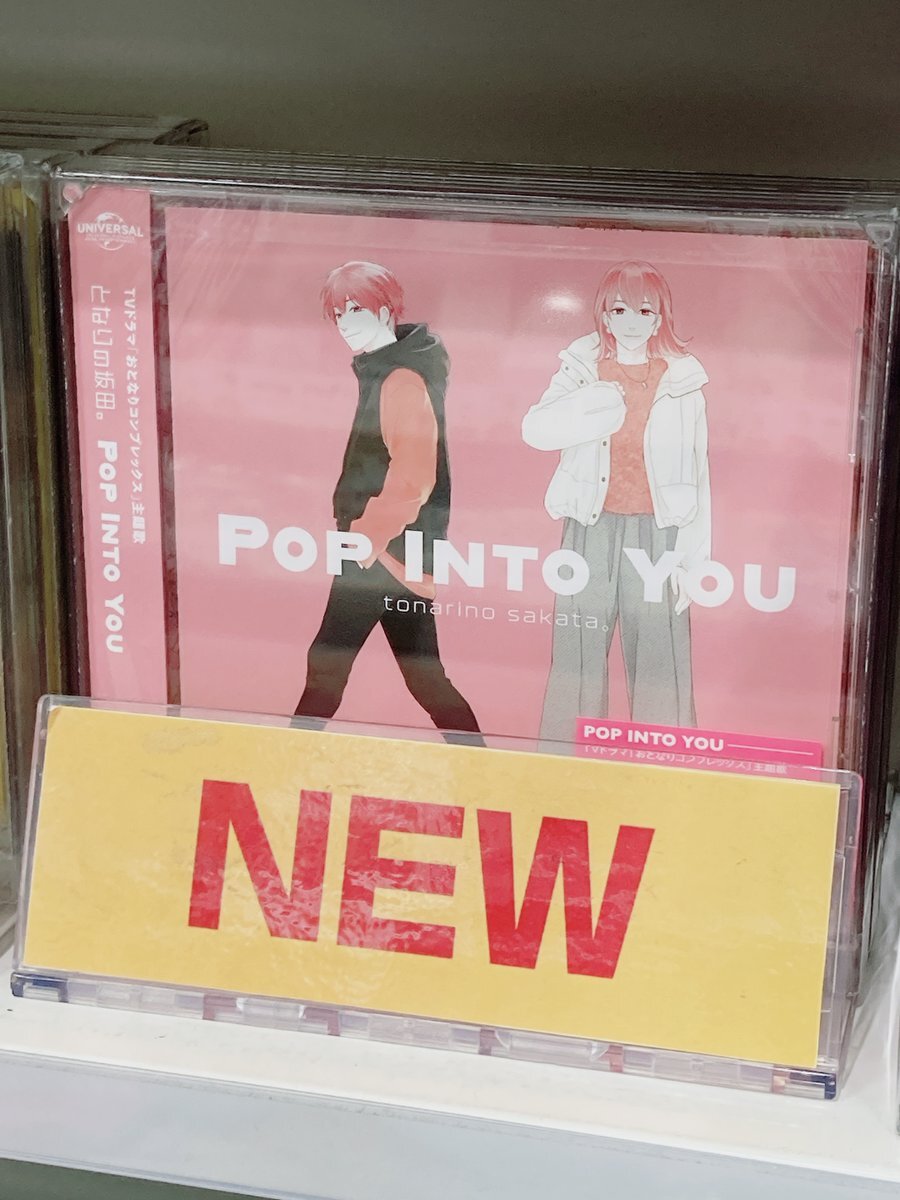 UNIVERSAL
TVドラマ「おとなりコンプレックス」主題歌
となりの坂田。 POP INTO YOU
POP INTO YOU
tonarino sakata。
POP INTO YOU
TVドラマ「おとなりコンプレックス」主題歌
NEW